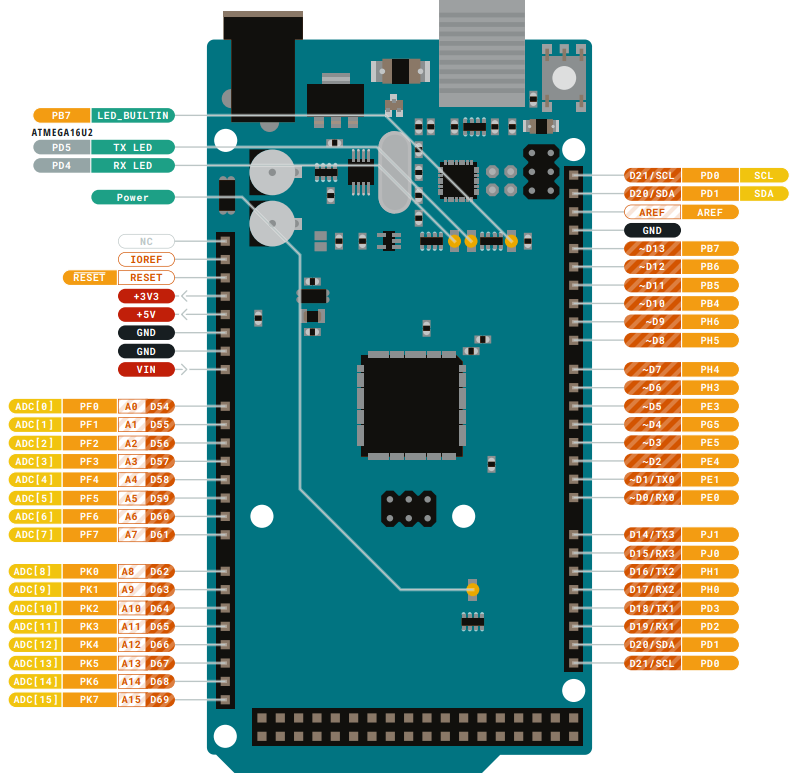 PB7 LED_BUILTIN
ATMEGA16U2
PD5 TX LED
PD4 RX LED
Power
NC
IOREF
RESET RESET
+3V3
+5V
GND
GND
VIN
ADC[0] PF0 A0 D54
ADC[1] PF1 A1 D55
ADC[2] PF2 A2 D56
ADC[3] PF3 A3 D57
ADC[4] PF4 A4 D58
ADC[5] PF5 A5 D59
ADC[6] PF6 A6 D60
ADC[7] PF7 A7 D61
ADC[8] PK0 A8 D62
ADC[9] PK1 A9 D63
ADC[10] PK2 A10 D64
ADC[11] PK3 A11 D65
ADC[12] PK4 A12 D66
ADC[13] PK5 A13 D67
ADC[14] PK6 A14 D68
ADC[15] PK7 A15 D69
D21/SCL PD0 SCL
D20/SDA PD1 SDA
AREF AREF
GND
~D13 PB7
~D12 PB6
~D11 PB5
~D10 PB4
~D9 PH6
~D8 PH5
~D7 PH4
~D6 PH3
~D5 PE3
~D4 PG5
~D3 PE5
~D2 PE4
~D1/TX0 PE1
~D0/RX0 PE0
D14/TX3 PJ1
D15/RX3 PJ0
D16/TX2 PH1
D17/RX2 PH0
D18/TX1 PD3
D19/RX1 PD2
D20/SDA PD1
D21/SCL PD0